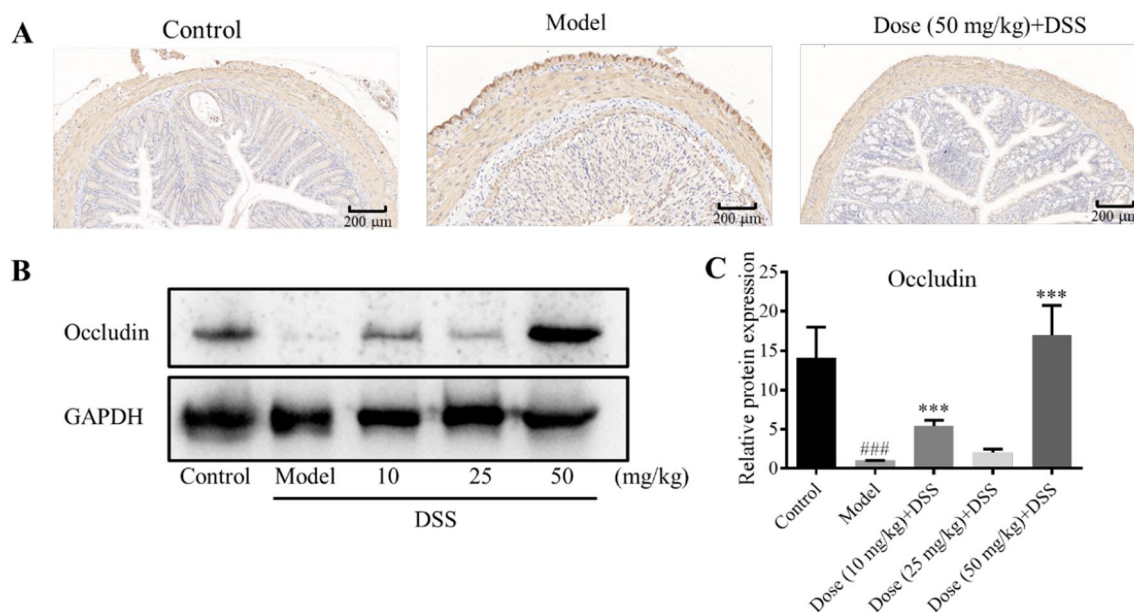 A
Control
Model
Dose (50 mg/kg)+DSS
200 μm
200 μm
200 μm
B
Occludin
GAPDH
Control Model 10 25 50 (mg/kg)
DSS
C
Occludin
Relative protein expression
25
20
15
10
5
0
###
***
***
Control
Model
Dose (10 mg/kg)+DSS
Dose (25 mg/kg)+DSS
Dose (50 mg/kg)+DSS